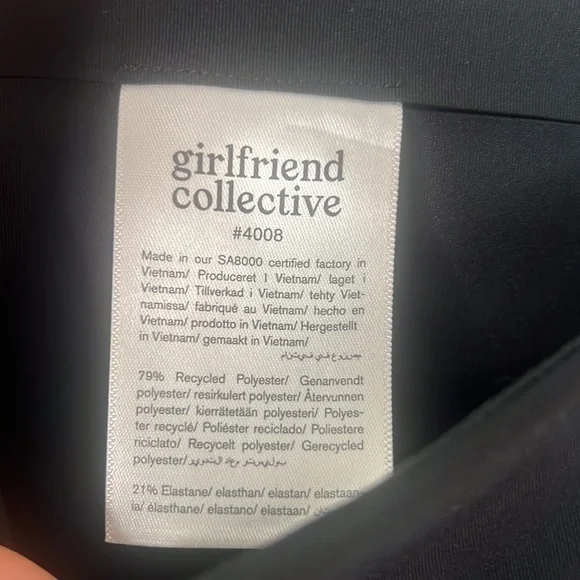 girlfriend
collective
#4008
Made in our SA8000 certified factory in
Vietnam/ Produceret I Vietnam/ laget i
Vietnam/ Tillverkad i Vietnam/ tehty Viet-
namissa/ fabriqué au Vietnam/ hecho en
Vietnam/ prodotto in Vietnam/ Hergestellt
in Vietnam/ gemaakt in Vietnam/
79% Recycled Polyester/ Genanvendt
polyester/ resirkulert polyester/ Återvunnen
polyester/ kierrätetään polyesteri/ Polyes-
ter recyclé/ Poliéster reciclado/ Poliestere
riciclato/ Recycelt polyester/ Gerecycled
polyester/
21% Elastane/ elasthan/ elastan/ elastaan
ia/ élasthane/ elastano/ elastaan/